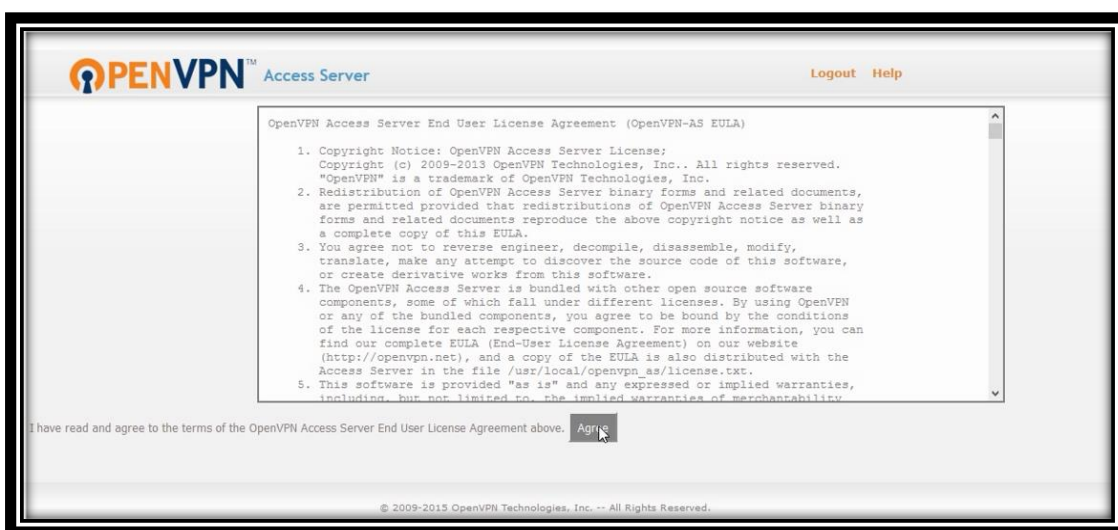 OPENVPN™ Access Server
Logout Help
OpenVPN Access Server End User License Agreement (OpenVPN-AS EULA)
1. Copyright Notice: OpenVPN Access Server License;
Copyright (c) 2009-2013 OpenVPN Technologies, Inc.. All rights reserved.
"OpenVPN" is a trademark of OpenVPN Technologies, Inc.
2. Redistribution of OpenVPN Access Server binary forms and related documents,
are permitted provided that redistributions of OpenVPN Access Server binary
forms and related documents reproduce the above copyright notice as well as
a complete copy of this EULA.
3. You agree not to reverse engineer, decompile, disassemble, modify,
translate, make any attempt to discover the source code of this software,
or create derivative works from this software.
4. The OpenVPN Access Server is bundled with other open source software
components, some of which fall under different licenses. By using OpenVPN
or any of the bundled components, you agree to be bound by the conditions
of the license for each respective component. For more information, you can
find our complete EULA (End-User License Agreement) on our website
(http://openvpn.net), and a copy of the EULA is also distributed with the
Access Server in the file /usr/local/openvpn_as/license.txt.
5. This software is provided "as is" and any expressed or implied warranties,
including, but not limited to, the implied warranties of merchantability
I have read and agree to the terms of the OpenVPN Access Server End User License Agreement above. Agree
© 2009-2015 OpenVPN Technologies, Inc. -- All Rights Reserved.